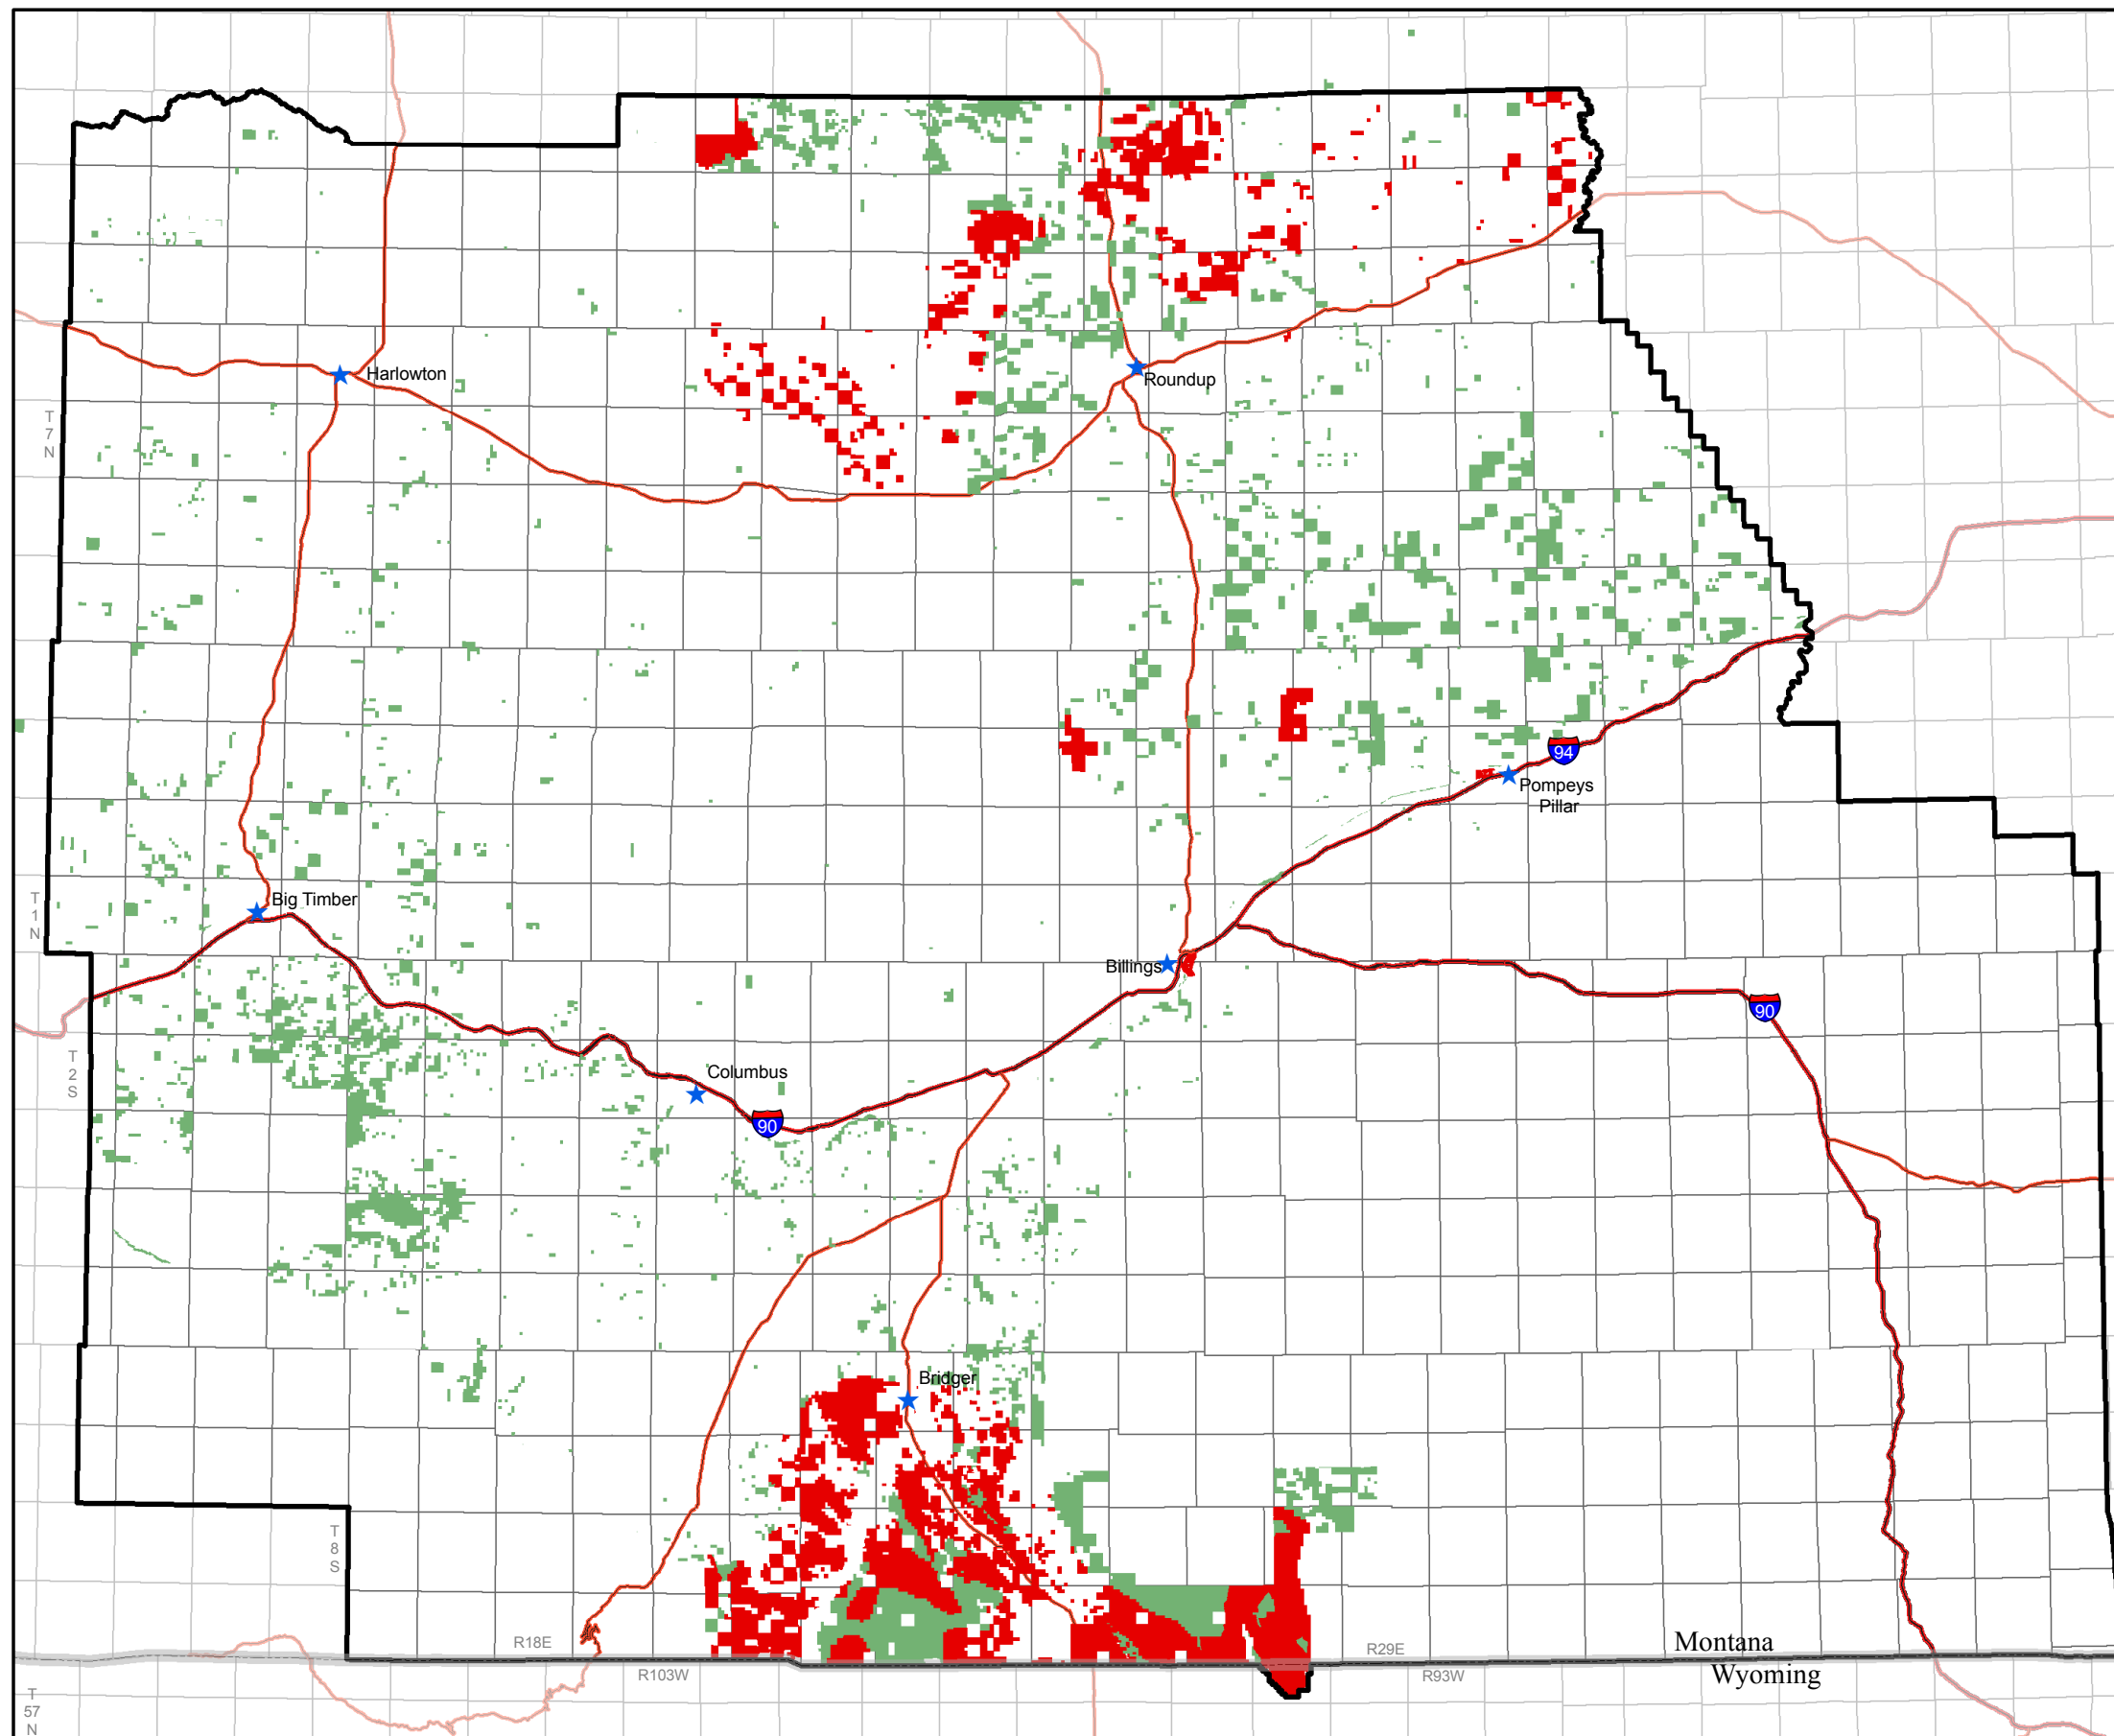 Harlowton
Roundup
T
7
N
94
Pompeys
Pillar
Big Timber
T
1
N
Billings
90
T
2
S
Columbus
90
Bridger
T
8
S
R18E
R29E
Montana
R103W
R93W
Wyoming
T
57
N